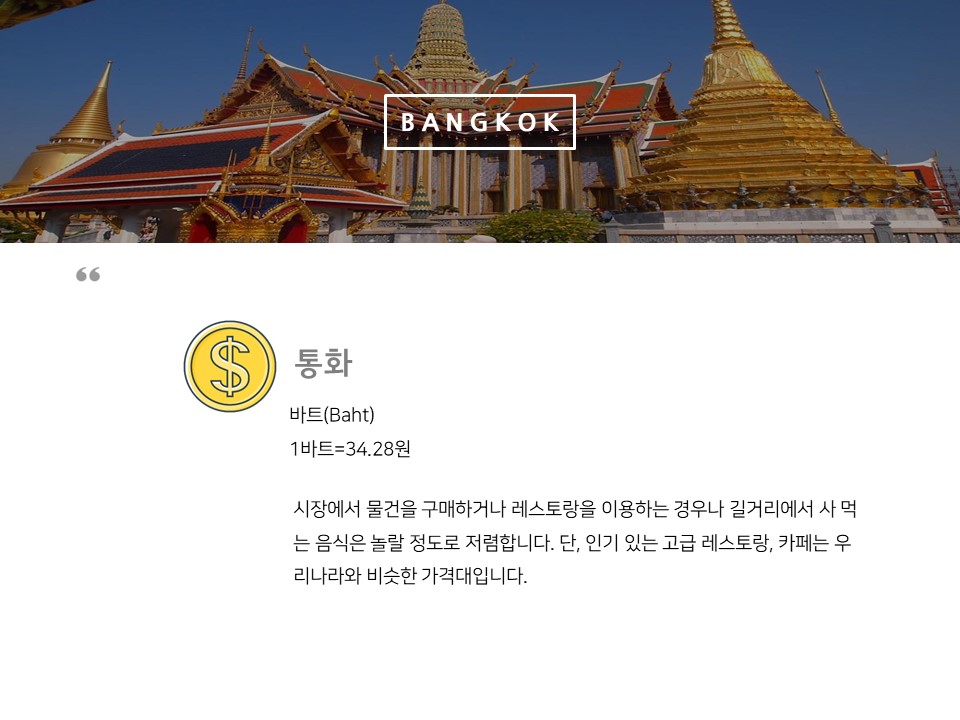 BANGKOK
“
통화
바트(Baht)
1바트=34.28원
시장에서 물건을 구매하거나 레스토랑을 이용하는 경우나 길거리에서 사 먹
는 음식은 놀랄 정도로 저렴합니다. 단, 인기 있는 고급 레스토랑, 카페는 우
리나라와 비슷한 가격대입니다.